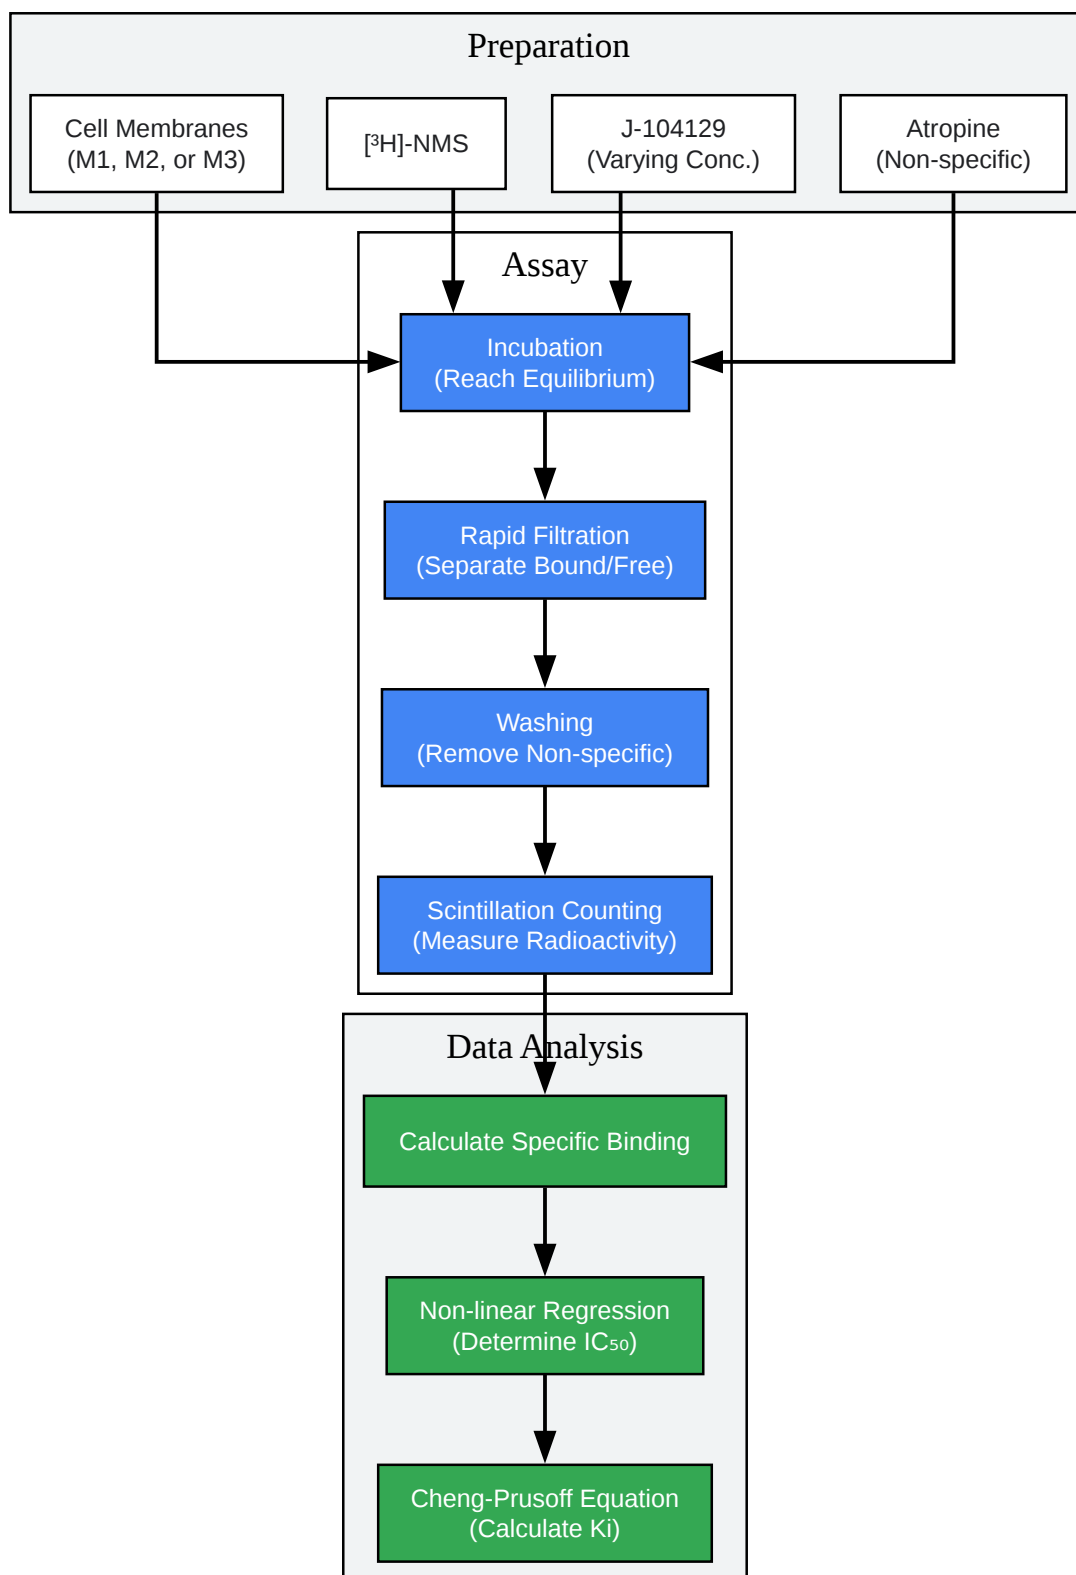 Preparation
Cell Membranes
(M1, M2, or M3)
[³H]-NMS
J-104129
(Varying Conc.)
Atropine
(Non-specific)
Assay
Incubation
(Reach Equilibrium)
Rapid Filtration
(Separate Bound/Free)
Washing
(Remove Non-specific)
Scintillation Counting
(Measure Radioactivity)
Data Analysis
Calculate Specific Binding
Non-linear Regression
(Determine IC₅₀)
Cheng-Prusoff Equation
(Calculate Ki)